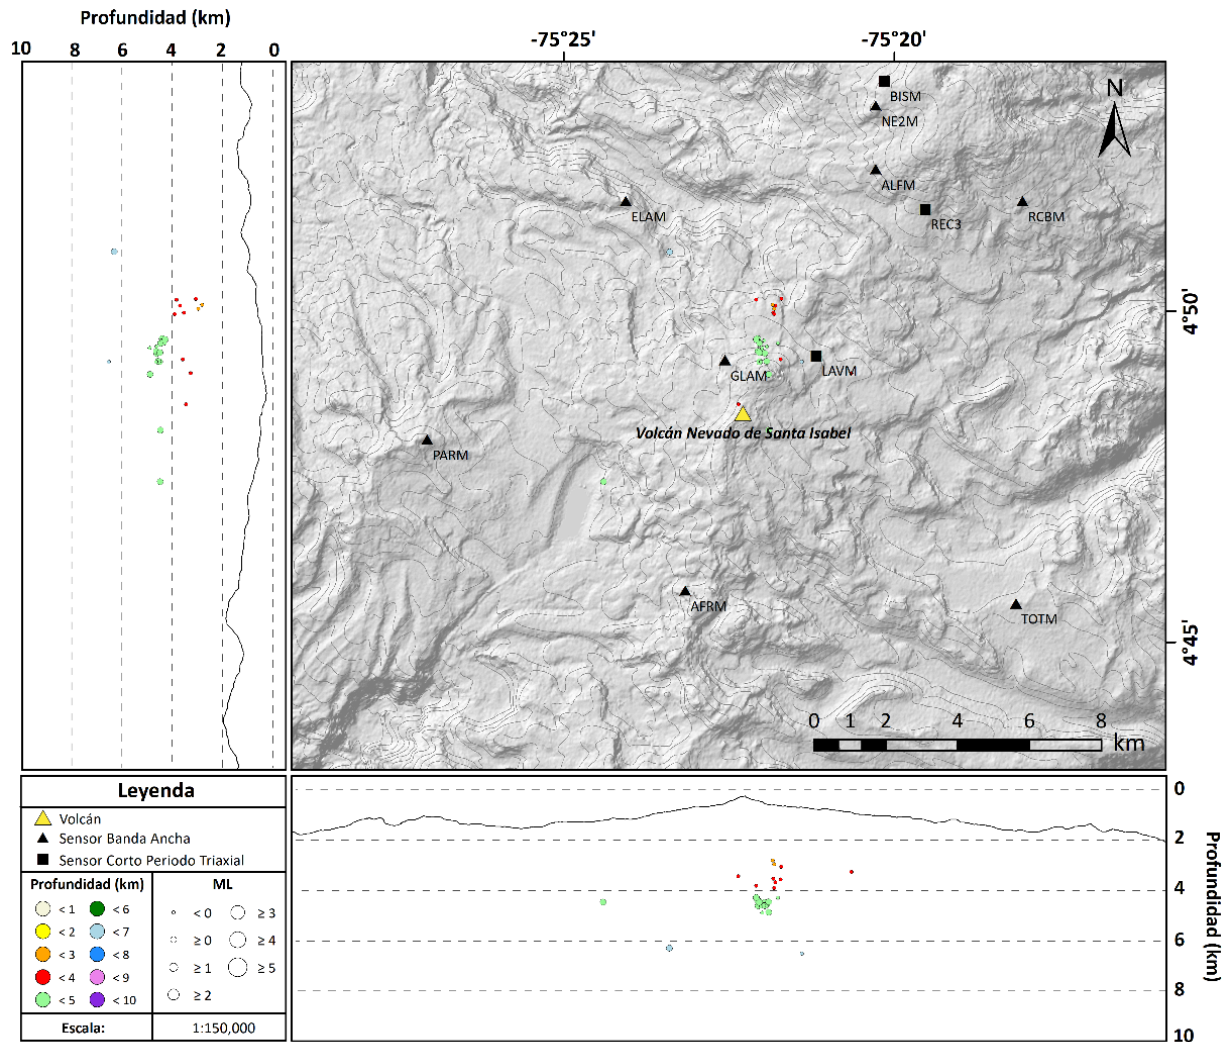 Profundidad (km)
10 8 6 4 2 0
-75°25'
-75°20'
N
BISM
NE2M
ALFM
ELAM
REC3
RCBM
4°50'
GLAM
LAVM
Volcán Nevado de Santa Isabel
PARM
AFRM
TOTM
4°45'
0 1 2 4 6 8
km
Leyenda
Volcán
Sensor Banda Ancha
Sensor Corto Periodo Triaxial
Profundidad (km)
< 1 < 6
< 2 < 7
< 3 < 8
< 4 < 9
< 5 < 10
ML
< 0 ≥ 3
≥ 0 ≥ 4
≥ 1 ≥ 5
≥ 2
Escala: 1:150,000
0
2
4
6
8
10
Profundidad (km)